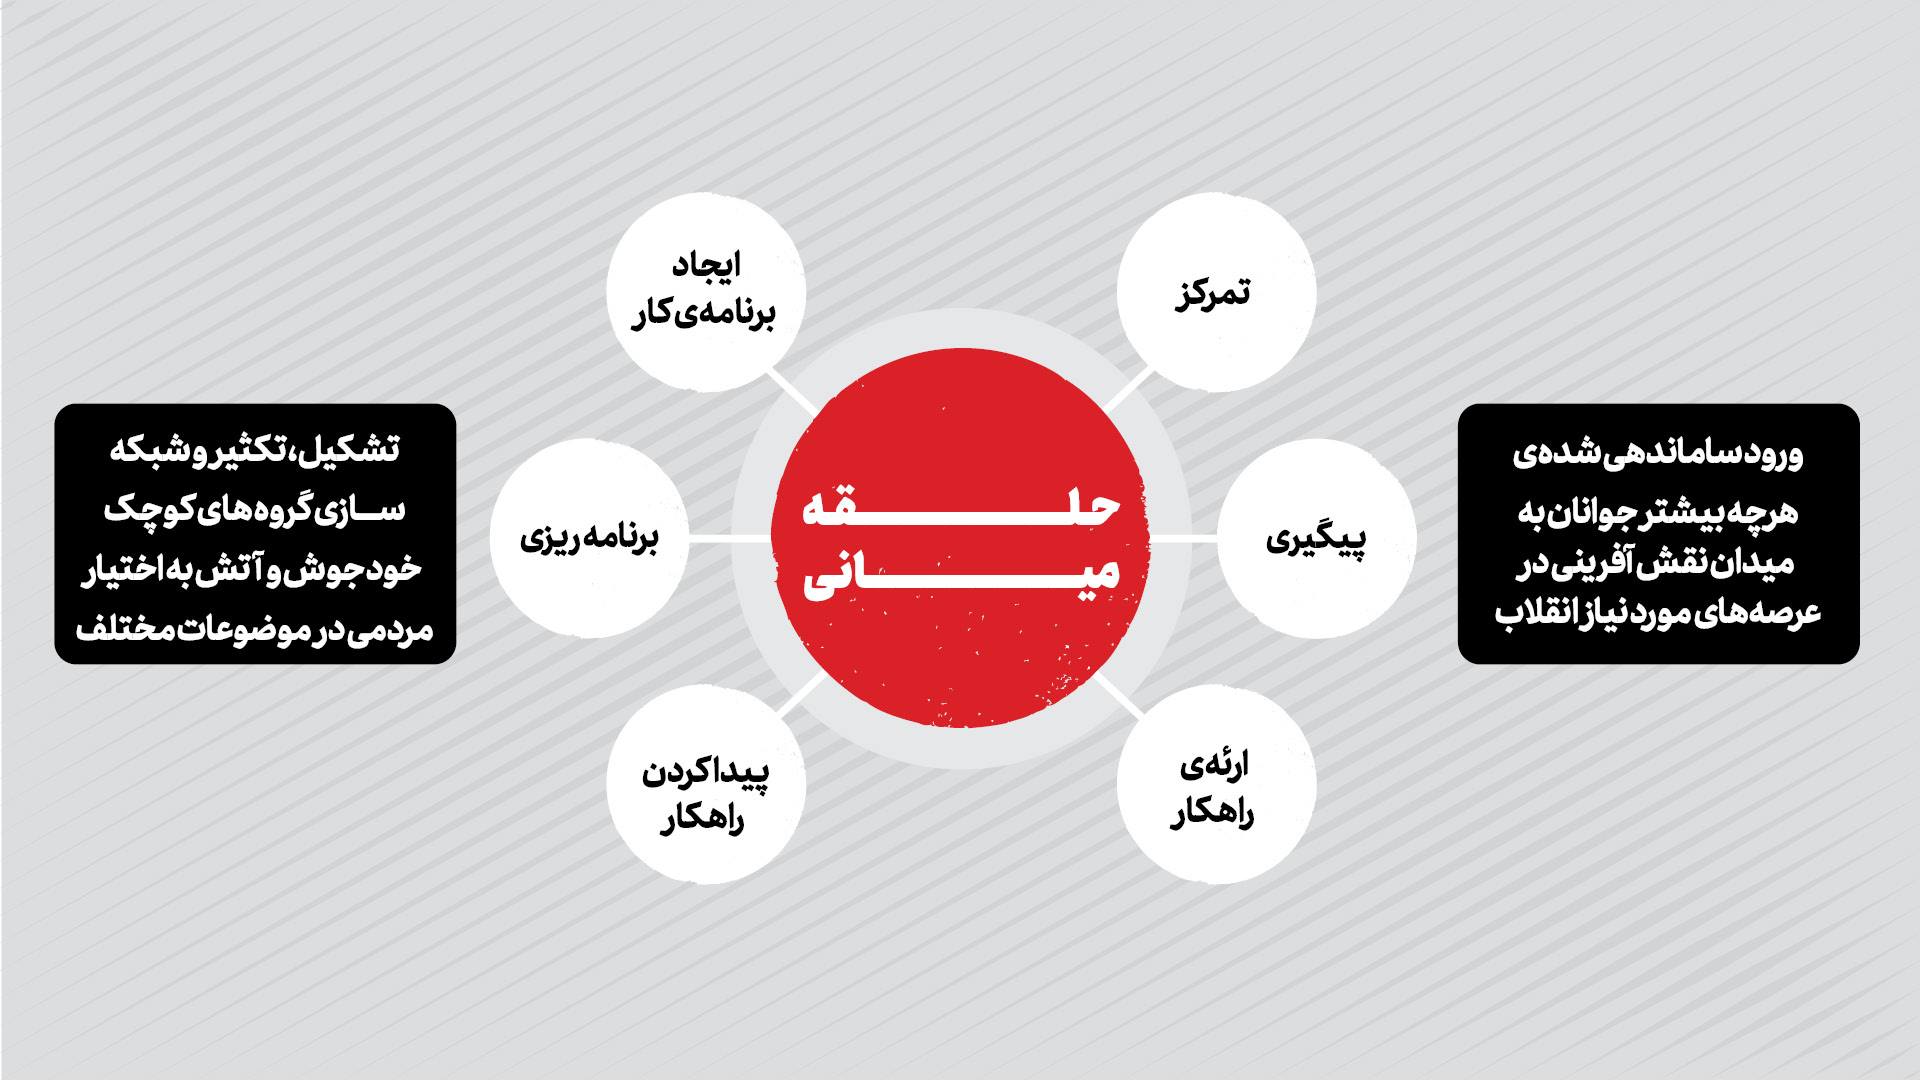 تمرکز
ایجاد
برنامه‌ی کار
حلقه
میانی
پیگیری
برنامه ریزی
ارئه‌ی
راهکار
پیدا کردن
راهکار
ورود ساماندهی شده‌ی
هرچه بیشتر جوانان به
میدان نقش آفرینی در
عرصه‌های مورد نیاز انقلاب
تشکیل، تکثیر و شبکه
سازی گروه های کوچک
خودجوش و آتش به اختیار
مردمی در موضوعات مختلف